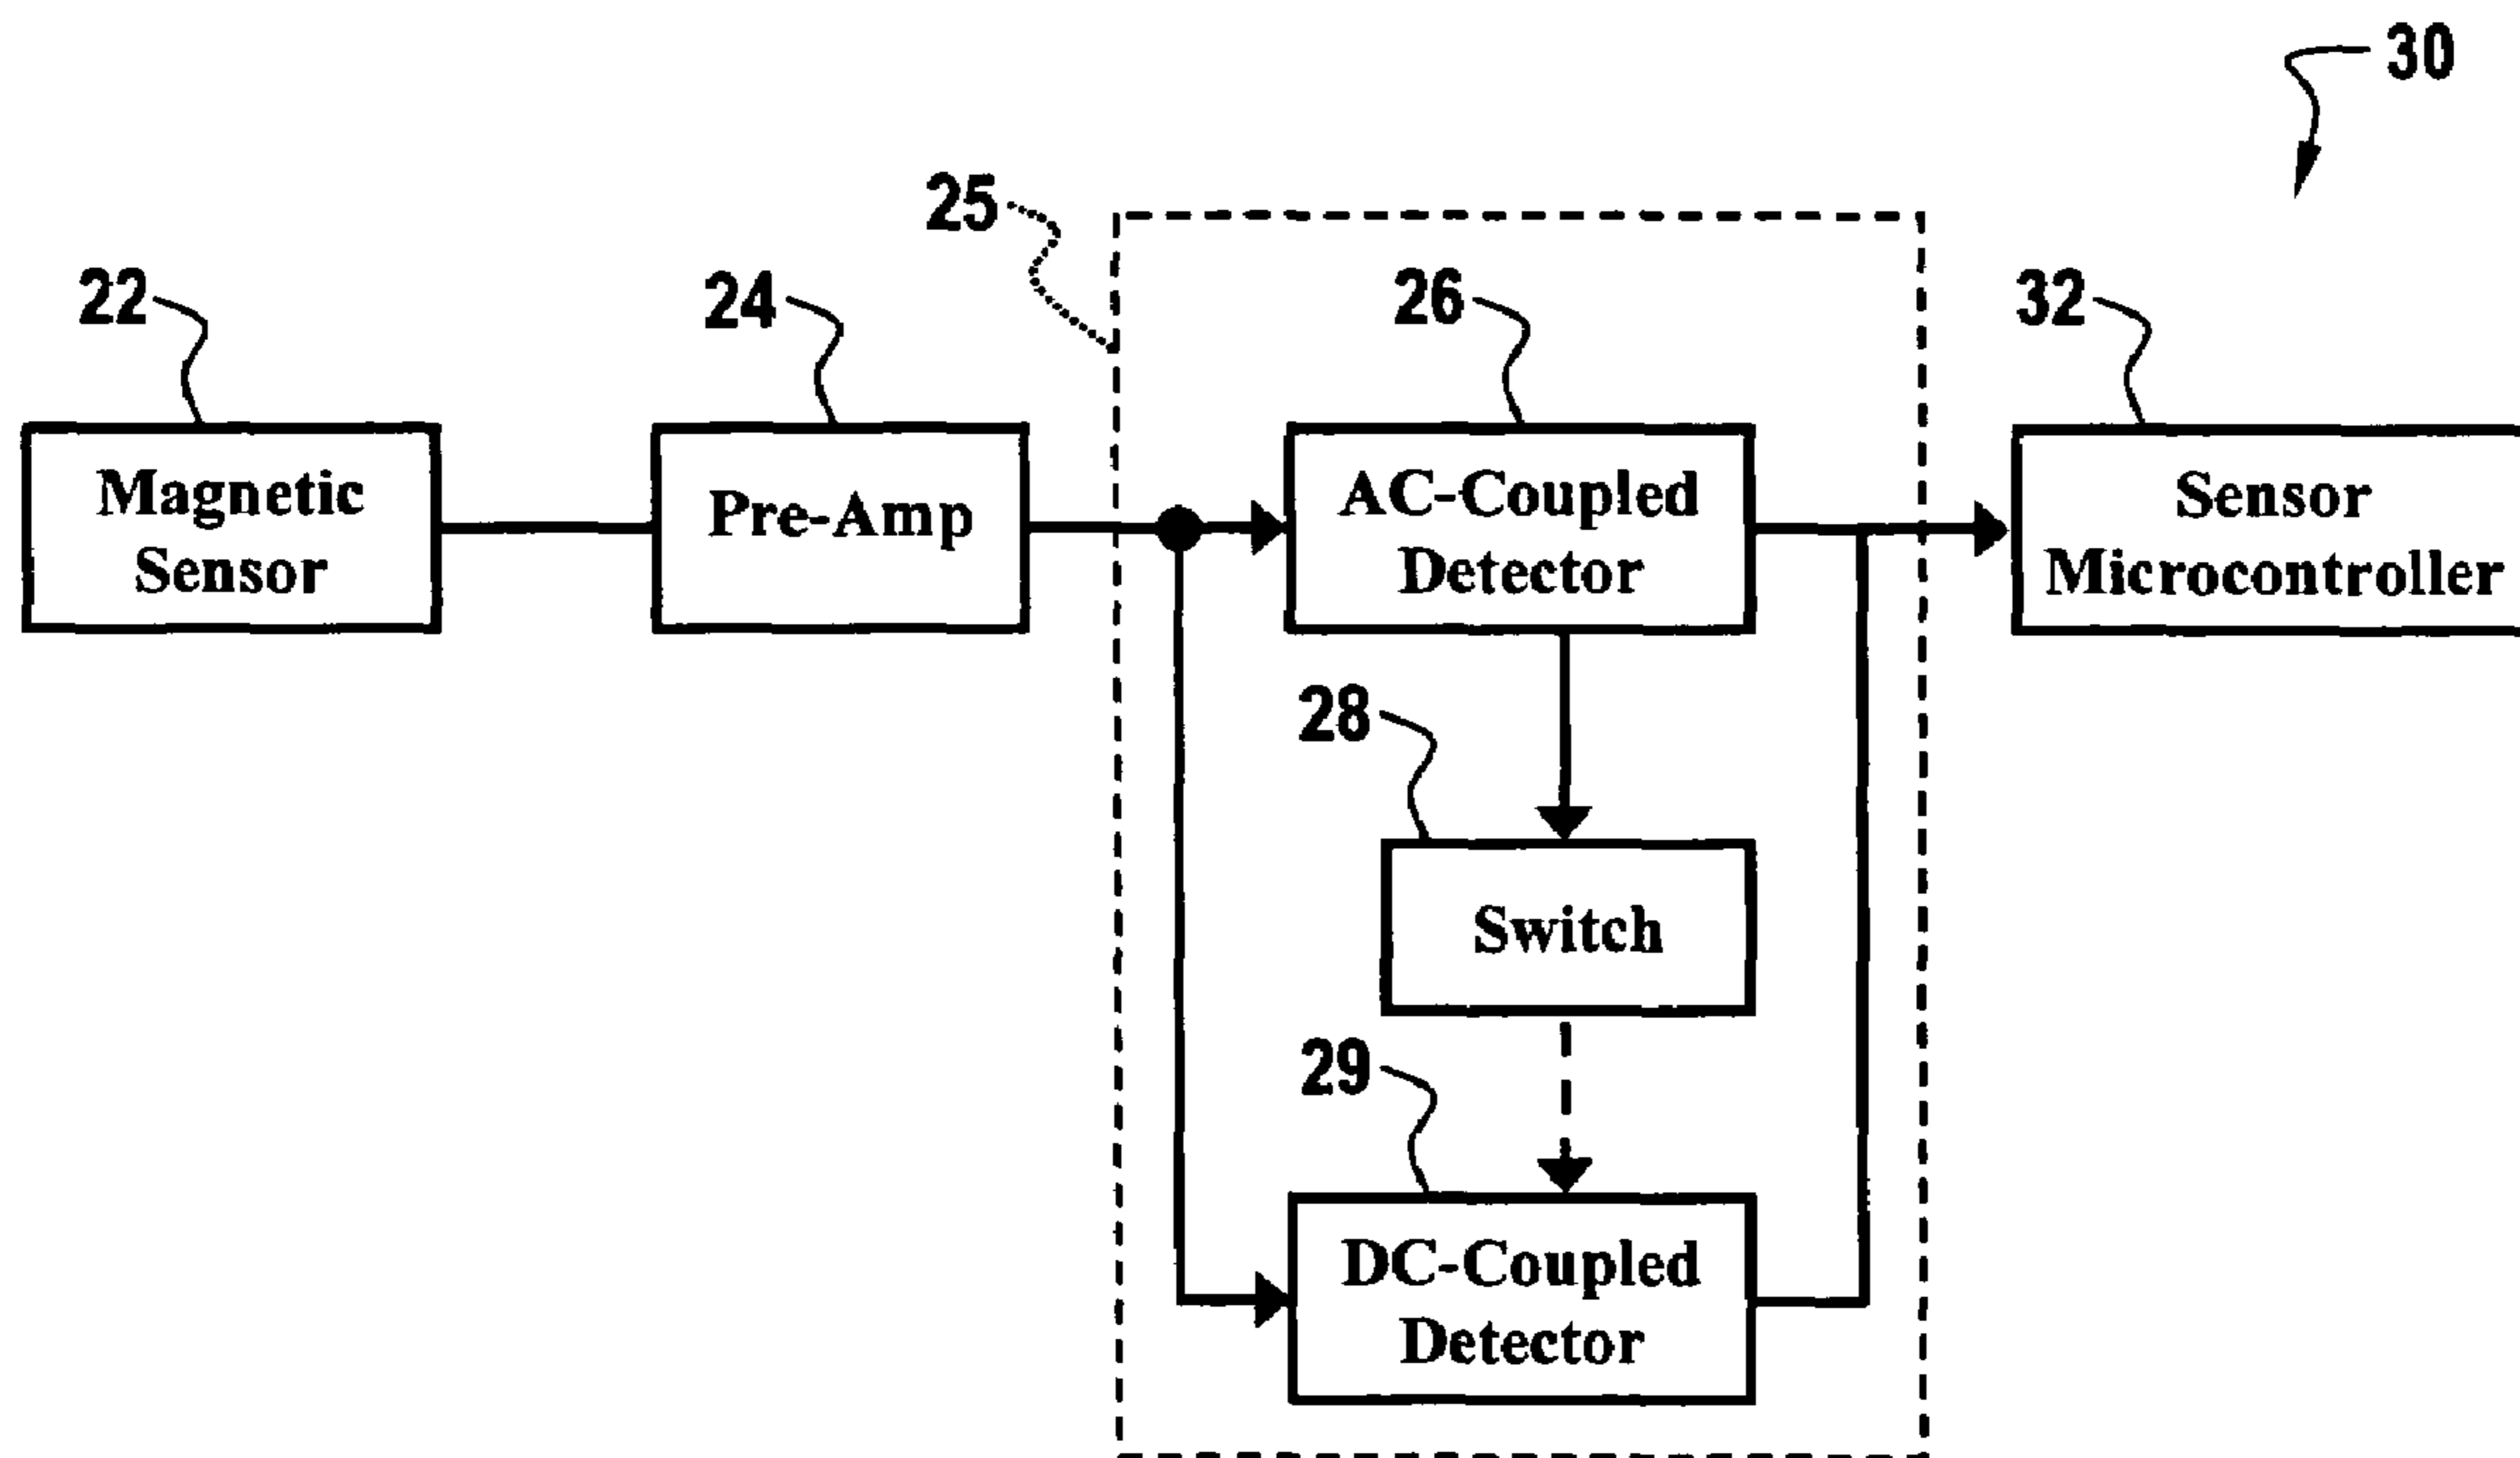 30
25
22
24
26
32
Magnetic
Sensor
Pre-Amp
AC-Coupled
Detector
Sensor
Microcontroller
28
Switch
29
DC-Coupled
Detector